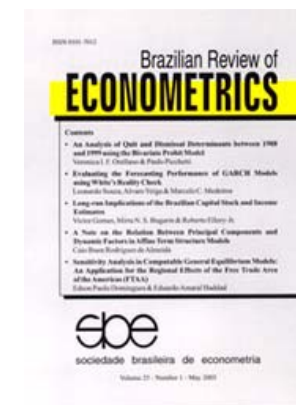 Brazilian Review of
ECONOMETRICS
Contents
• An Analysis of Quit and Dismissal Determinants between 1988
and 1999 using the Bivariate Probit Model
Veronica I. F. Orellano & Paulo Picchetti
• Evaluating the Forecasting Performance of GARCH Models
using White's Reality Check
Leonardo Souza, Alvaro Veiga & Marcelo C. Medeiros
• Long-run Implications of the Brazilian Capital Stock and Income
Estimates
Victor Gomes, Mirta N. S. Bugarin & Roberto Ellery Jr.
• A Note on the Relation Between Principal Components and
Dynamic Factors in Affine Term Structure Models
Caio Ibsen Rodrigues de Almeida
• Sensitivity Analysis in Computable General Equilibrium Models:
An Application for the Regional Effects of the Free Trade Area
of the Americas (FTAA)
Edson Paulo Domingues & Eduardo Amaral Haddad
sbe
sociedade brasileira de econometria
Volume 25 - Number 1 - May 2005